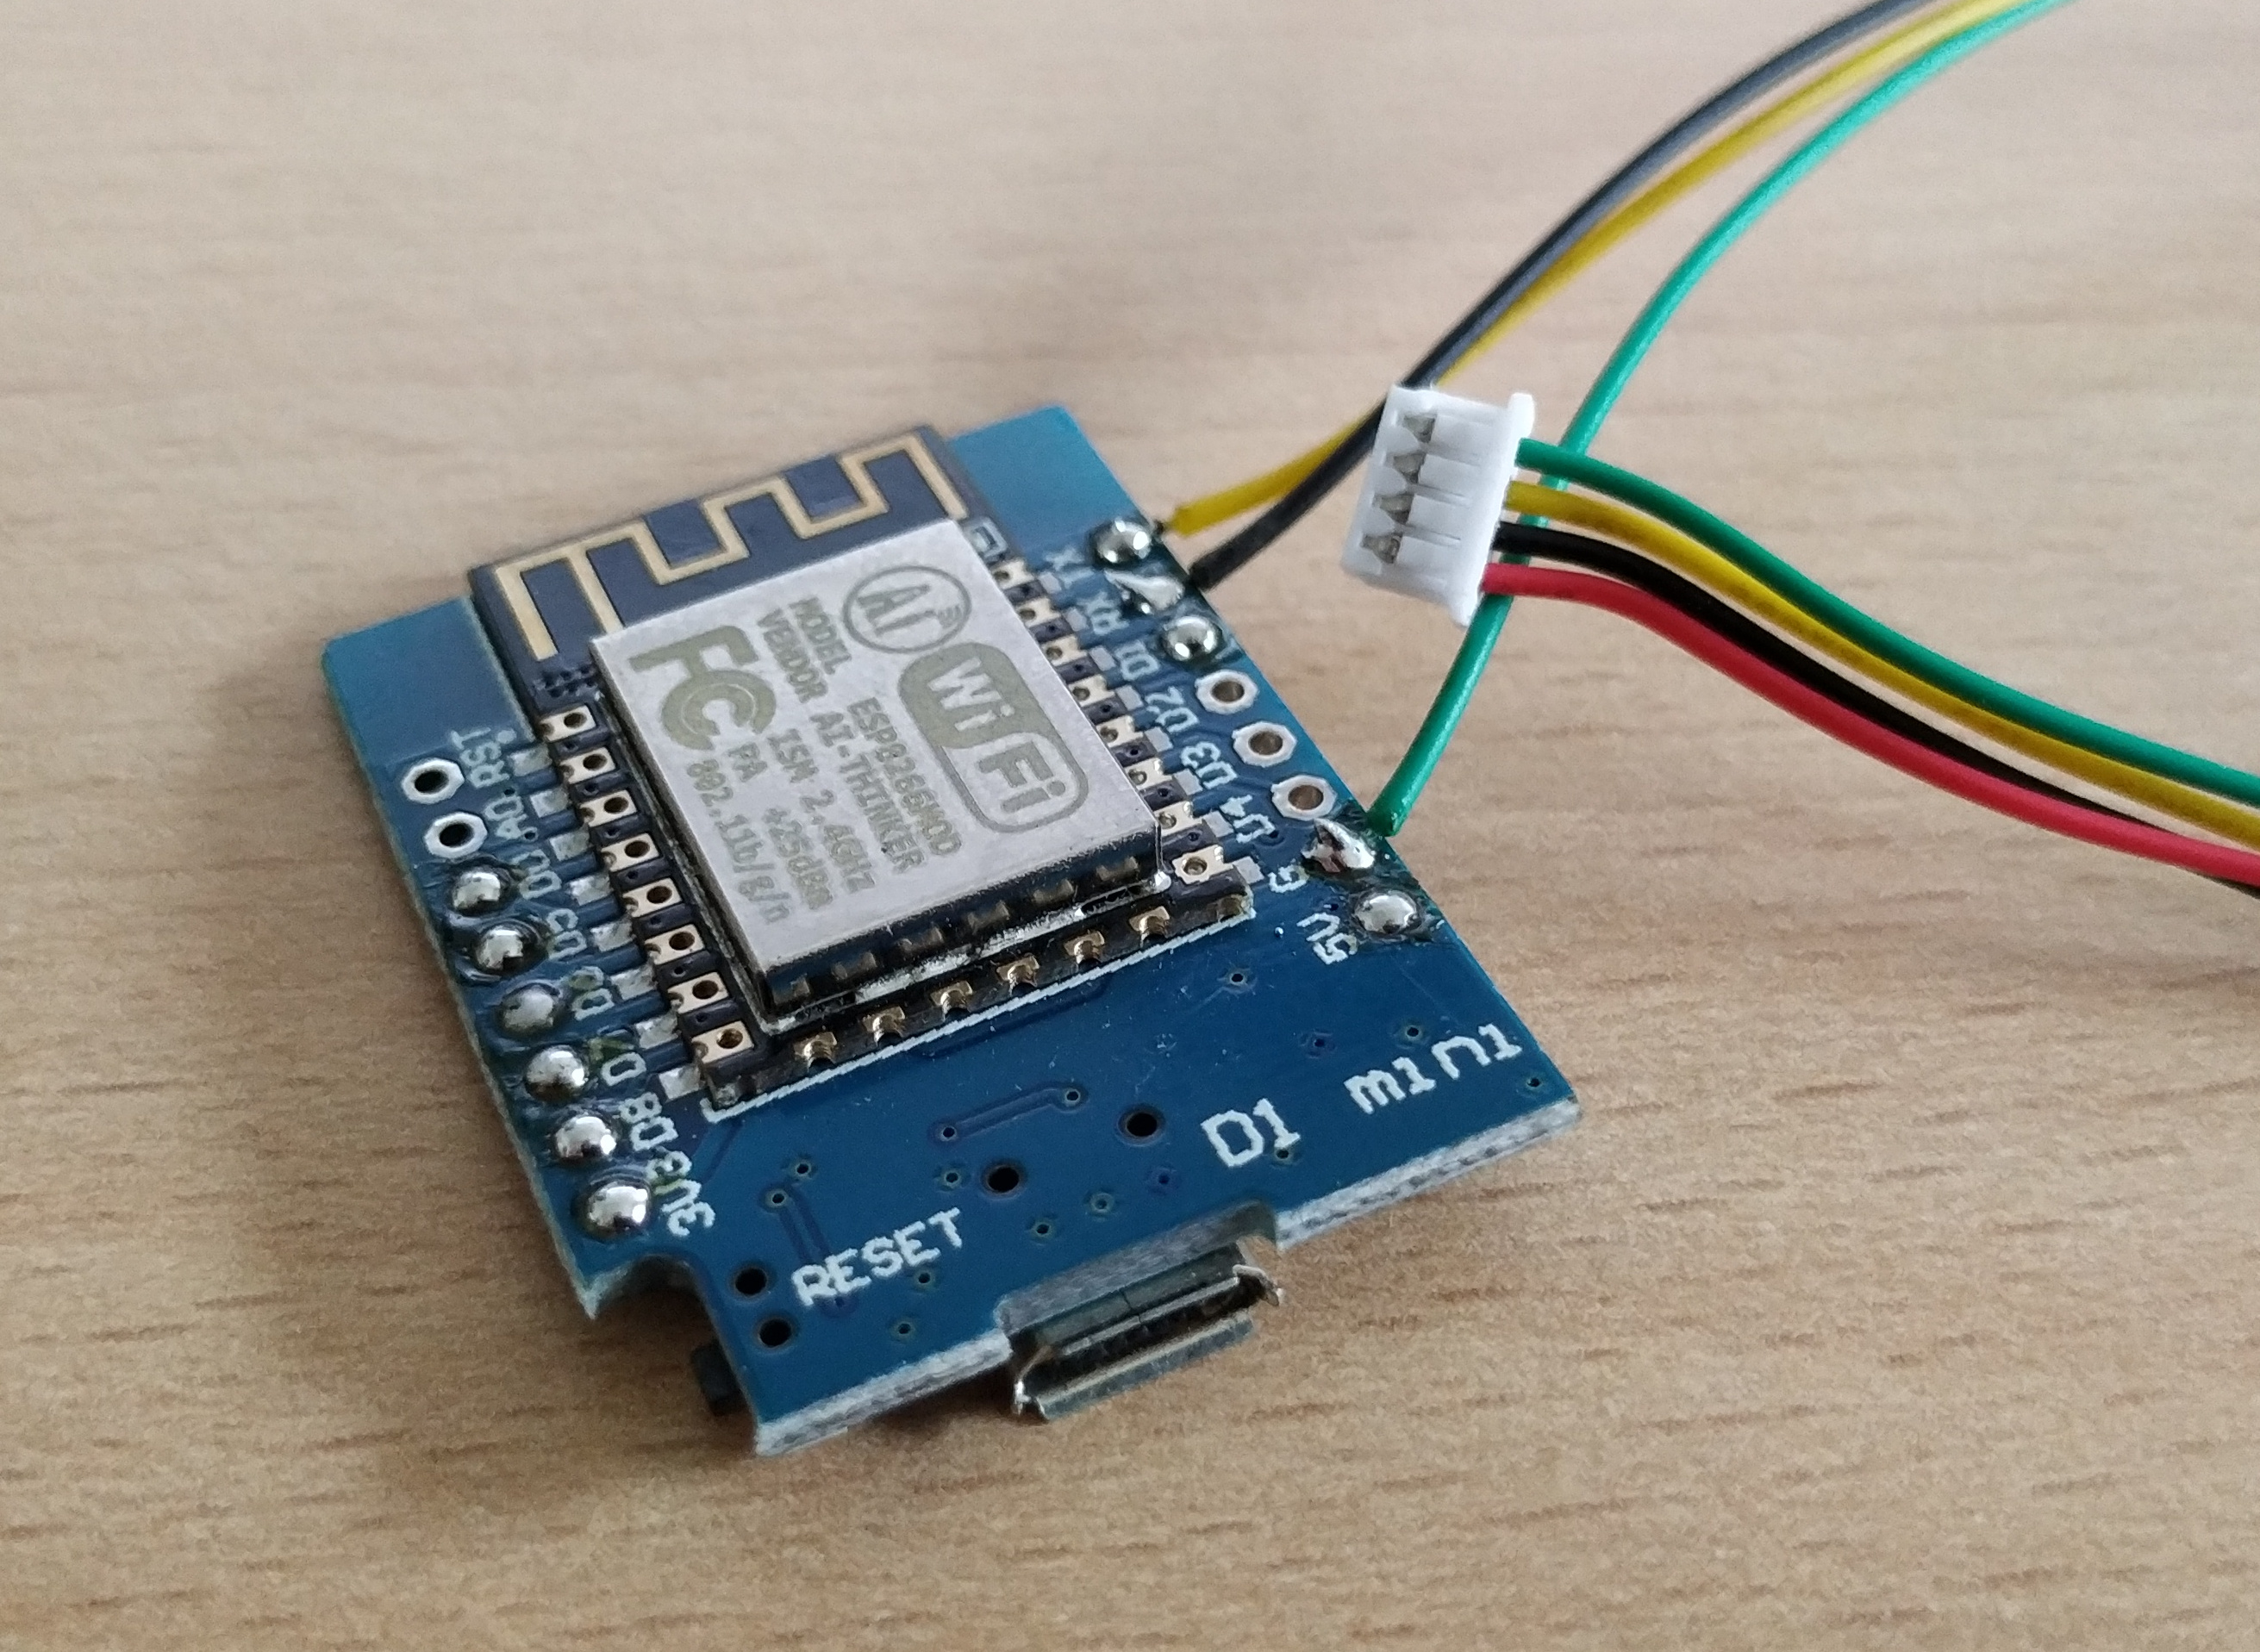 Ai
WiFi
MODEL ESP8266MOD
VENDOR AI-THINKER
ISM 2.4GHz
PA +25dBm
802.11b/g/n
FC
TX
RX
D1
D2
D3
D4
G
5V
RST
A0
D0
D5
D7
D8
3V3
RESET
D1 mini